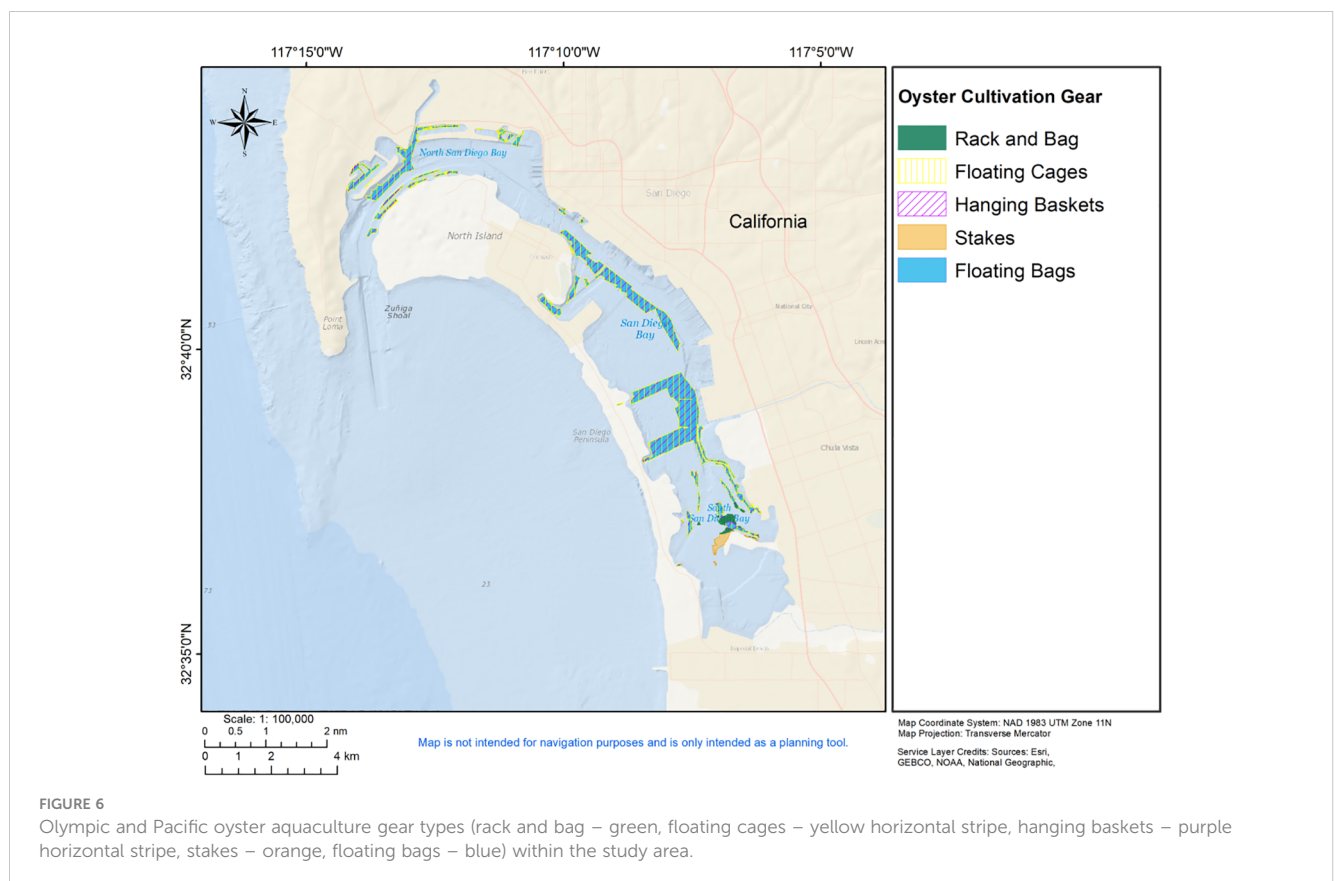 117°15'0"W 117°10'0"W 117°5'0"W
N
W E
S
North San Diego Bay
San Diego
California
North Island
Zuñiga
Shoal
Point
Loma
33
32°40'0"N
San Diego
Bay
National City
San Diego
Peninsula
Chula Vista
South
San Diego Bay
23
73
32°35'0"N
Imperial Beach
Oyster Cultivation Gear
Rack and Bag
Floating Cages
Hanging Baskets
Stakes
Floating Bags
Scale: 1: 100,000
0 0.5 1 2 nm
0 1 2 4 km
Map is not intended for navigation purposes and is only intended as a planning tool.
Map Coordinate System: NAD 1983 UTM Zone 11N
Map Projection: Transverse Mercator
Service Layer Credits: Sources: Esri,
GEBCO, NOAA, National Geographic,
FIGURE 6
Olympic and Pacific oyster aquaculture gear types (rack and bag – green, floating cages – yellow horizontal stripe, hanging baskets – purple
horizontal stripe, stakes – orange, floating bags – blue) within the study area.